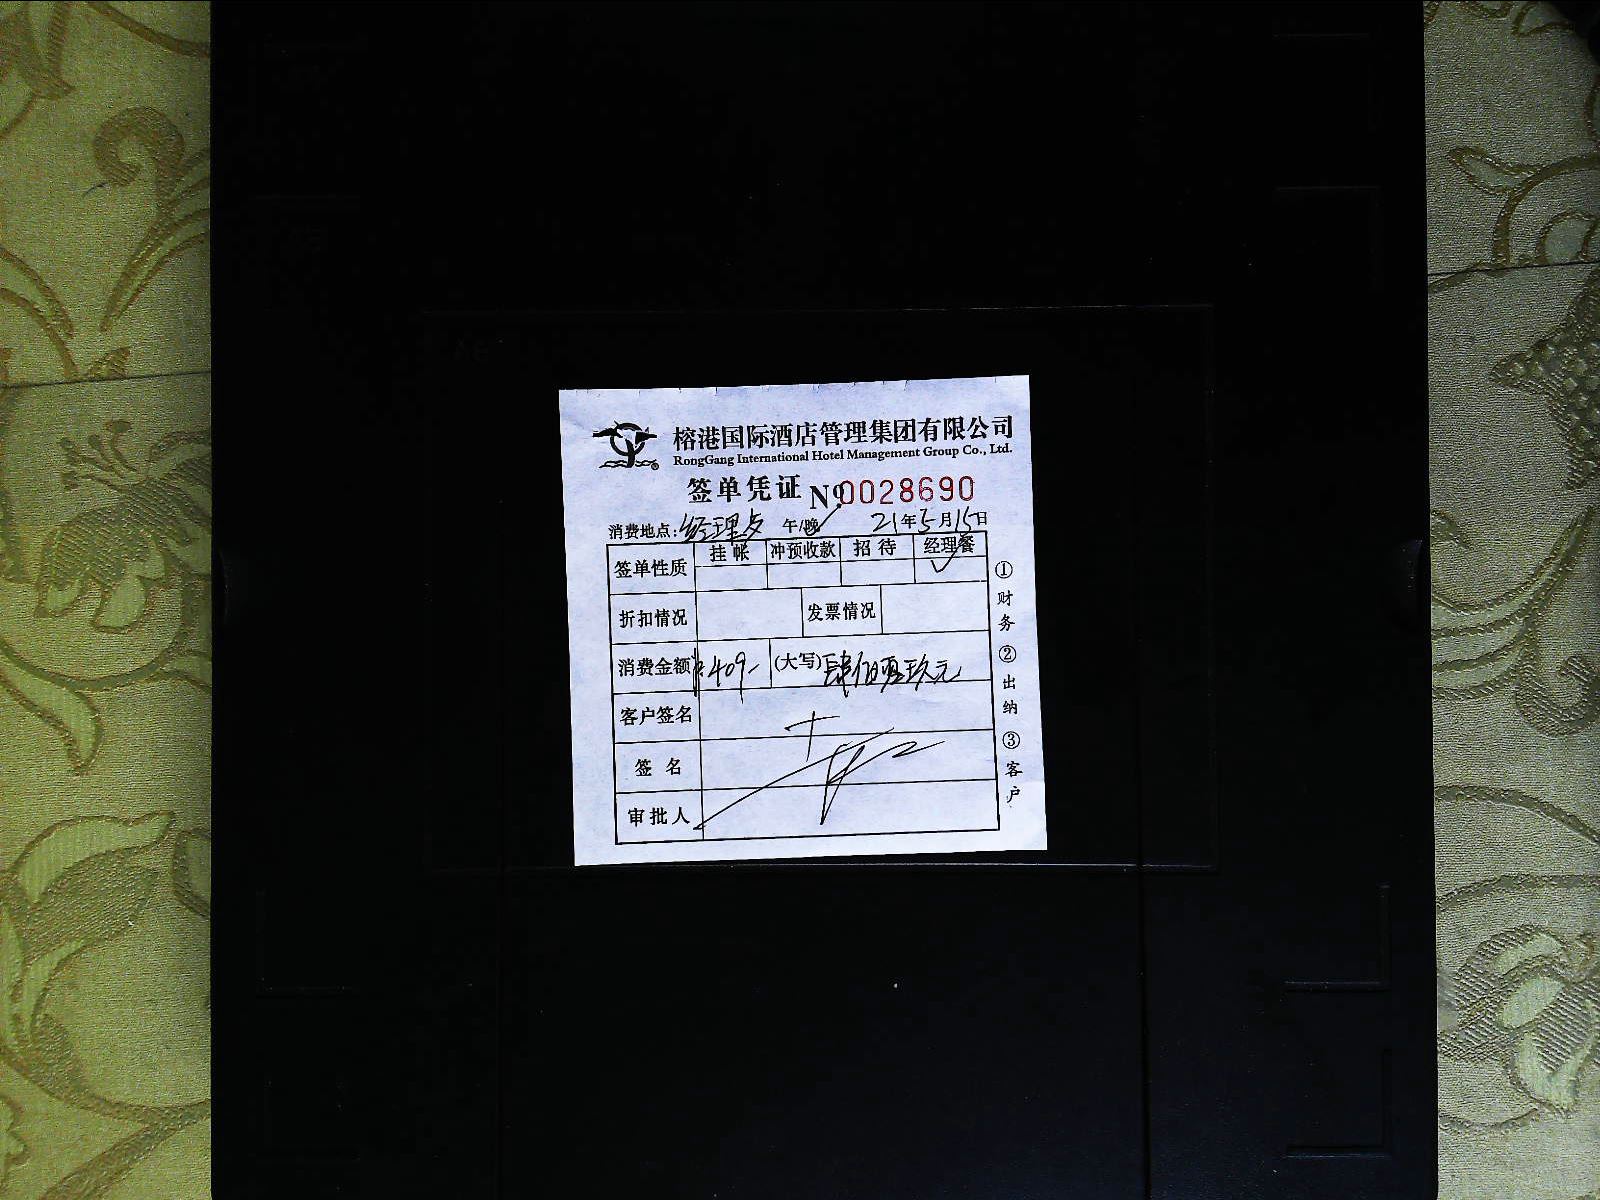 榕港国际酒店管理集团有限公司
RongGang International Hotel Management Group Co., Ltd.
签单凭证 №0028690
消费地点: 经理 午/晚 21年5月15日
签单性质 挂帐 冲预收款 招待 经理餐
折扣情况 发票情况
消费金额 ¥:409- (大写)肆佰零玖元
客户签名
签名
审批人
①财务 ②出纳 ③客户